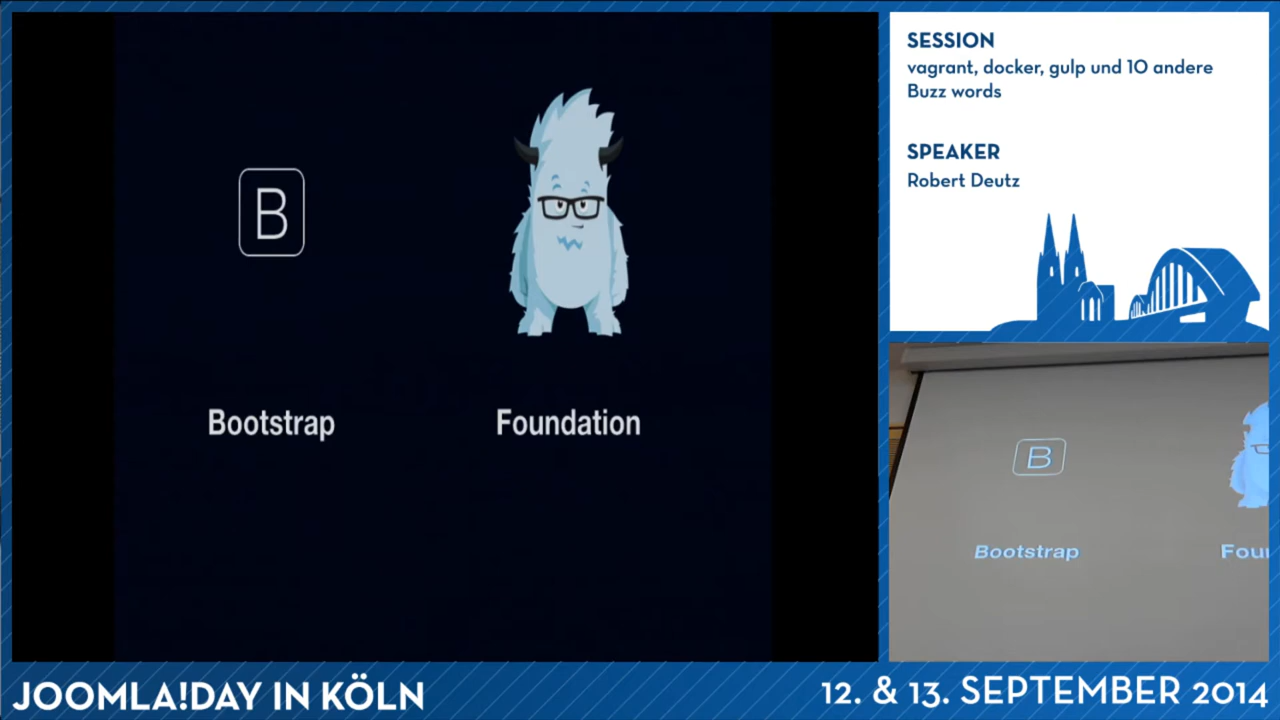 B
Bootstrap
Foundation
SESSION
vagrant, docker, gulp und 10 andere
Buzz words
SPEAKER
Robert Deutz
B
Bootstrap
Foun
JOOMLA!DAY IN KÖLN
12. & 13. SEPTEMBER 2014